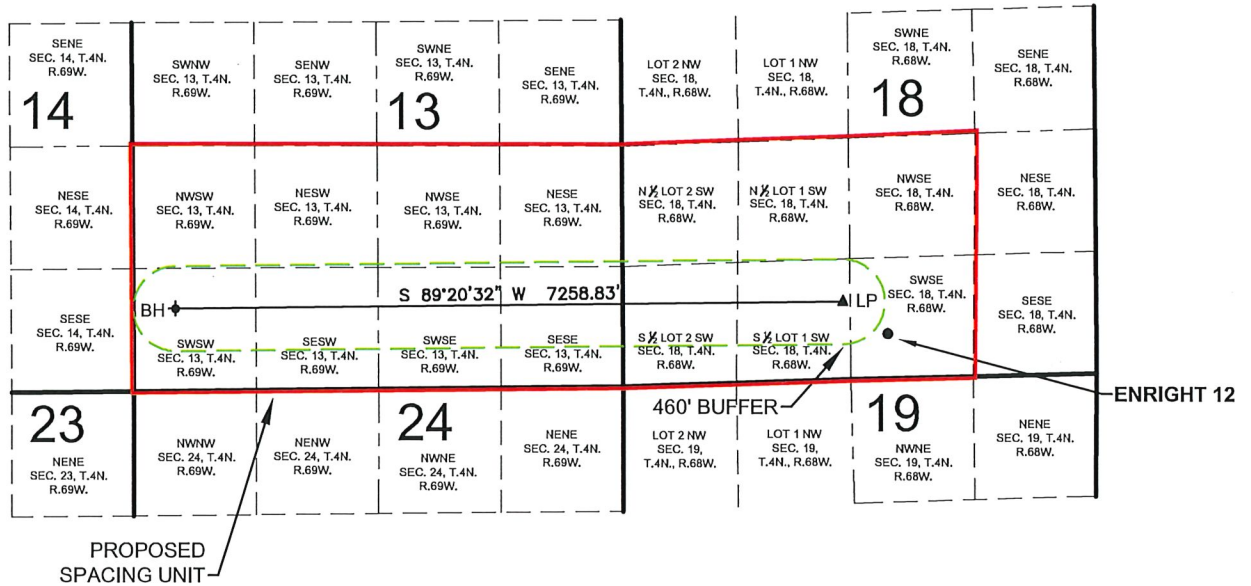 SENE
SEC. 14, T.4N.
R.69W.
14
SWNW
SEC. 13, T.4N.
R.69W.
SENW
SEC. 13, T.4N.
R.69W.
SWNE
SEC. 13, T.4N.
R.69W.
13
SENE
SEC. 13, T.4N.
R.69W.
LOT 2 NW
SEC. 18,
T.4N., R.68W.
LOT 1 NW
SEC. 18,
T.4N., R.68W.
SWNE
SEC. 18, T.4N.
R.68W.
18
SENE
SEC. 18, T.4N.
R.68W.
NESE
SEC. 14, T.4N.
R.69W.
NWSW
SEC. 13, T.4N.
R.69W.
NESW
SEC. 13, T.4N.
R.69W.
NWSE
SEC. 13, T.4N.
R.69W.
NESE
SEC. 13, T.4N.
R.69W.
N ½ LOT 2 SW
SEC. 18, T.4N.
R.68W.
N ½ LOT 1 SW
SEC. 18, T.4N.
R.68W.
NWSE
SEC. 18, T.4N.
R.68W.
NESE
SEC. 18, T.4N.
R.68W.
SESE
SEC. 14, T.4N.
R.69W.
BH
S 89°20'32" W 7258.83'
LP
SWSW
SEC. 13, T.4N.
R.69W.
SESW
SEC. 13, T.4N.
R.69W.
SWSE
SEC. 13, T.4N.
R.69W.
SESE
SEC. 13, T.4N.
R.69W.
S ½ LOT 2 SW
SEC. 18, T.4N.
R.68W.
S ½ LOT 1 SW
SEC. 18, T.4N.
R.68W.
SWSE
SEC. 18, T.4N.
R.68W.
SESE
SEC. 18, T.4N.
R.68W.
460' BUFFER
ENRIGHT 12
23
NENE
SEC. 23, T.4N.
R.69W.
NWNW
SEC. 24, T.4N.
R.69W.
NENW
SEC. 24, T.4N.
R.69W.
24
NWNE
SEC. 24, T.4N.
R.69W.
NENE
SEC. 24, T.4N.
R.69W.
LOT 2 NW
SEC. 19,
T.4N., R.68W.
LOT 1 NW
SEC. 19,
T.4N., R.68W.
19
NWNE
SEC. 19, T.4N.
R.68W.
NENE
SEC. 19, T.4N.
R.68W.
PROPOSED
SPACING UNIT